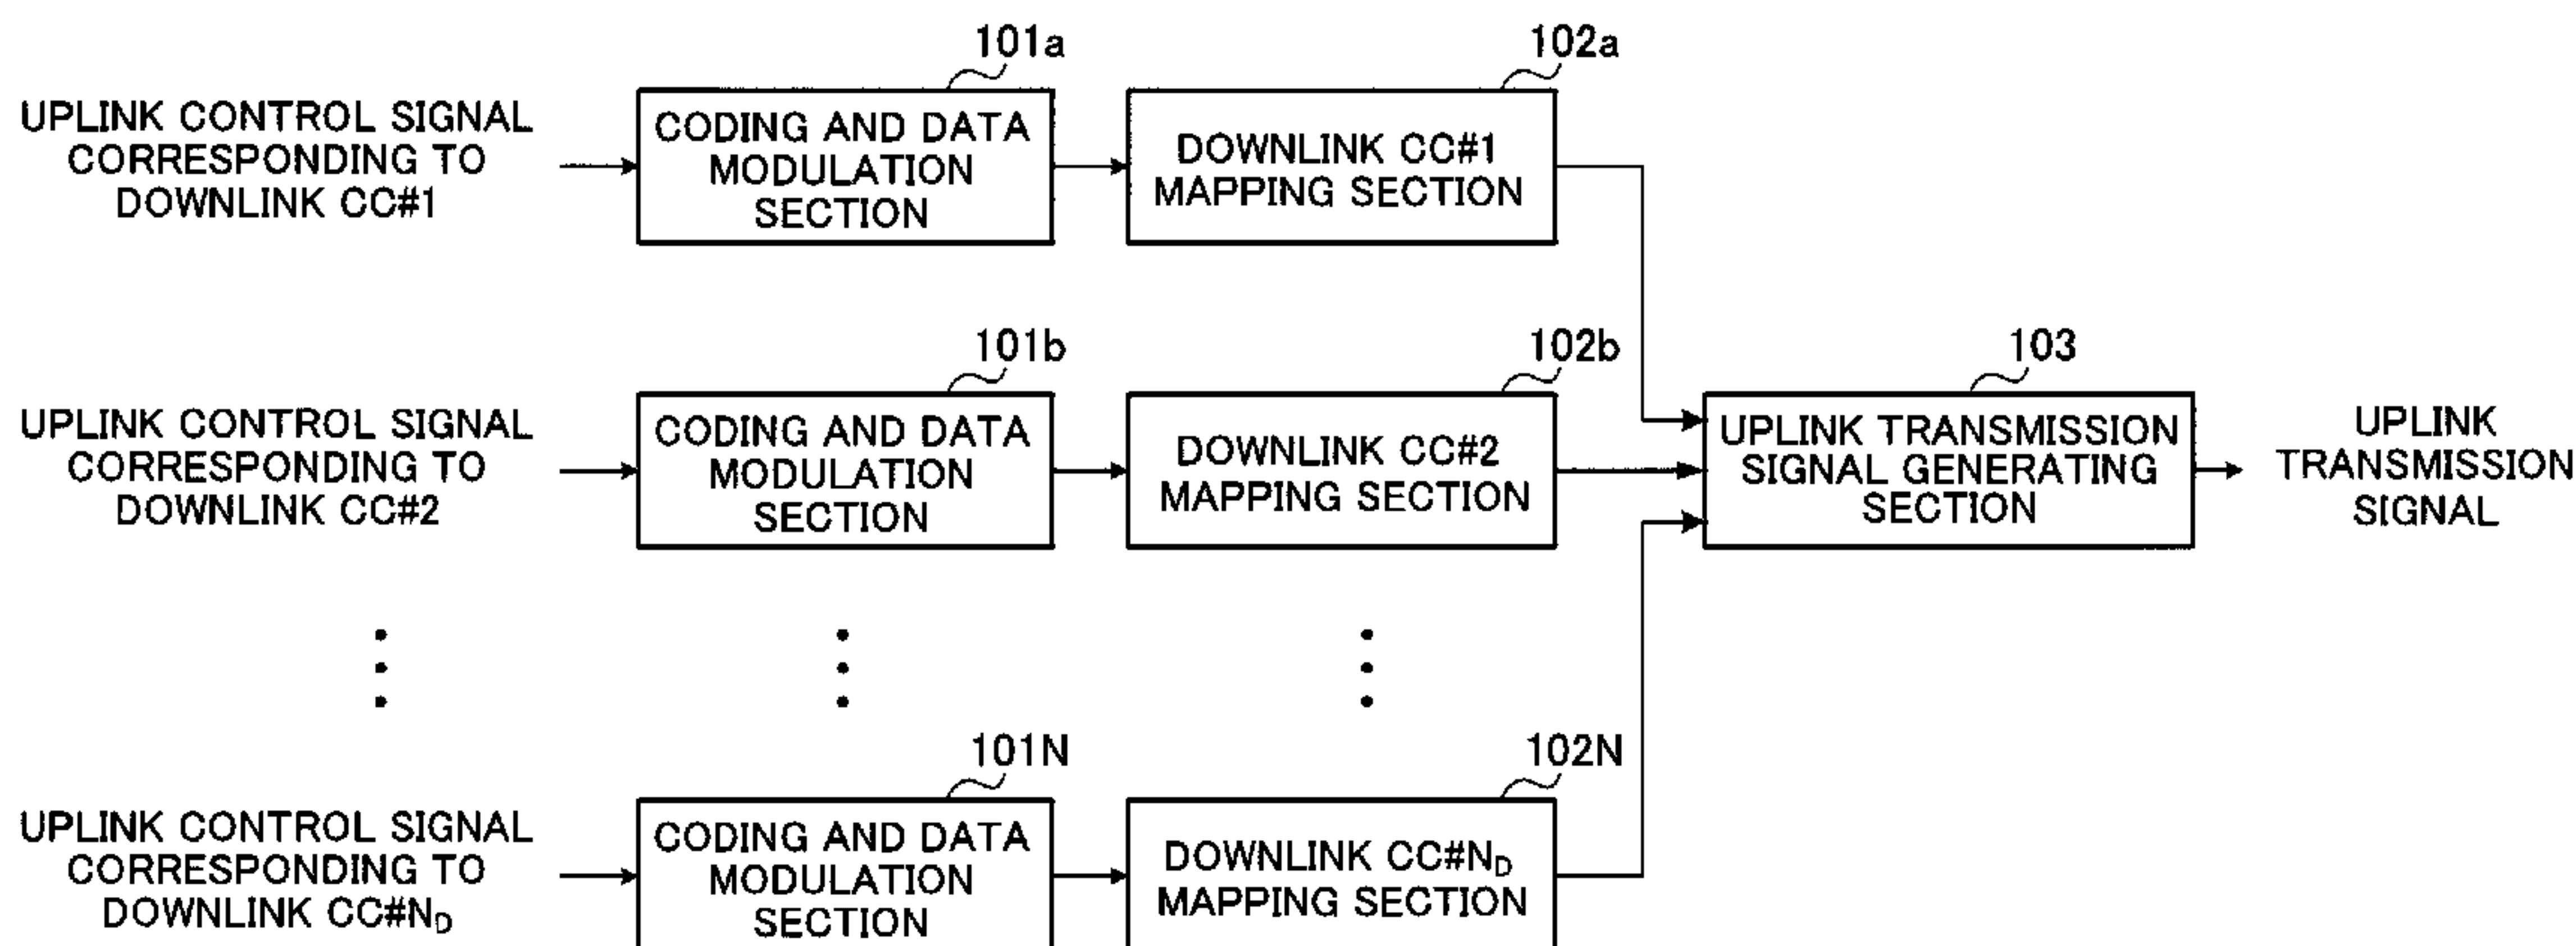 101a
102a
UPLINK CONTROL SIGNAL
CORRESPONDING TO
DOWNLINK CC#1
CODING AND DATA
MODULATION
SECTION
DOWNLINK CC#1
MAPPING SECTION
101b
102b
103
UPLINK CONTROL SIGNAL
CORRESPONDING TO
DOWNLINK CC#2
CODING AND DATA
MODULATION
SECTION
DOWNLINK CC#2
MAPPING SECTION
UPLINK TRANSMISSION
SIGNAL GENERATING
SECTION
UPLINK
TRANSMISSION
SIGNAL
101N
102N
UPLINK CONTROL SIGNAL
CORRESPONDING TO
DOWNLINK CC#ND
CODING AND DATA
MODULATION
SECTION
DOWNLINK CC#ND
MAPPING SECTION